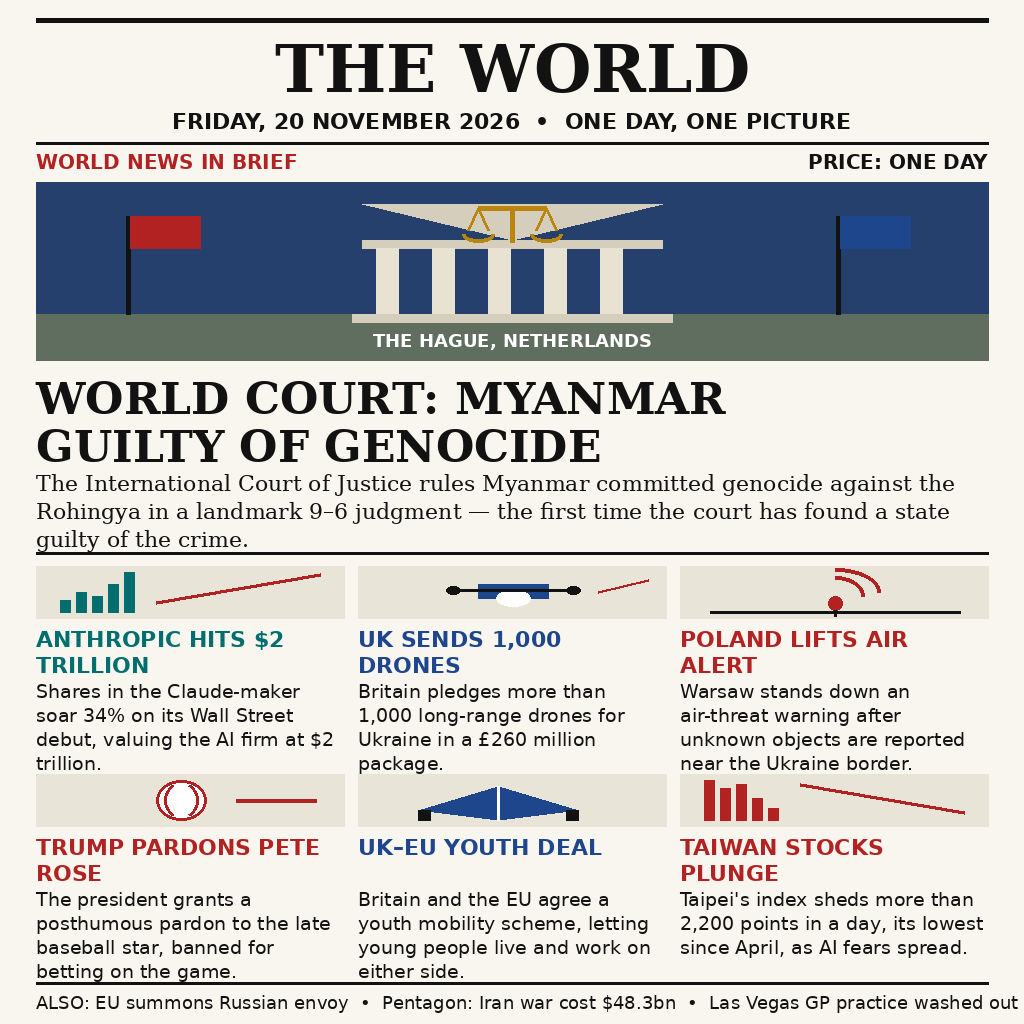 THE WORLD
FRIDAY, 20 NOVEMBER 2026 • ONE DAY, ONE PICTURE
WORLD NEWS IN BRIEF
PRICE: ONE DAY
THE HAGUE, NETHERLANDS
WORLD COURT: MYANMAR
GUILTY OF GENOCIDE
The International Court of Justice rules Myanmar committed genocide against the
Rohingya in a landmark 9–6 judgment — the first time the court has found a state
guilty of the crime.
ANTHROPIC HITS $2
TRILLION
Shares in the Claude-maker
soar 34% on its Wall Street
debut, valuing the AI firm at $2
trillion.
UK SENDS 1,000
DRONES
Britain pledges more than
1,000 long-range drones for
Ukraine in a £260 million
package.
POLAND LIFTS AIR
ALERT
Warsaw stands down an
air-threat warning after
unknown objects are reported
near the Ukraine border.
TRUMP PARDONS PETE
ROSE
The president grants a
posthumous pardon to the late
baseball star, banned for
betting on the game.
UK–EU YOUTH DEAL
Britain and the EU agree a
youth mobility scheme, letting
young people live and work on
either side.
TAIWAN STOCKS
PLUNGE
Taipei's index sheds more than
2,200 points in a day, its lowest
since April, as AI fears spread.
ALSO: EU summons Russian envoy • Pentagon: Iran war cost $48.3bn • Las Vegas GP practice washed out